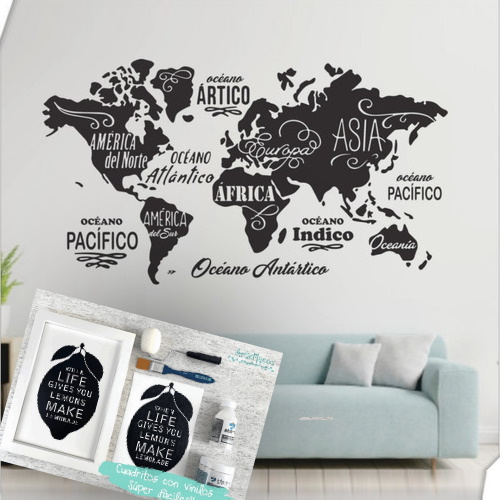 océano
ÁRTICO
AMÉRICA
del Norte
OCÉANO
Atlántico
Europa
ASIA
ÁFRICA
océano
PACÍFICO
OCÉANO
PACÍFICO
AMÉRICA
del Sur
OCÉANO
Indico
Oceanía
Océano Antártico
WHEN
LIFE
GIVES YOU
LEMONS
MAKE
LEMONADE
WHEN
LIFE
GIVES YOU
LEMONS
MAKE
LEMONADE
Cuadritos con vinilos
Súper fáciles!!